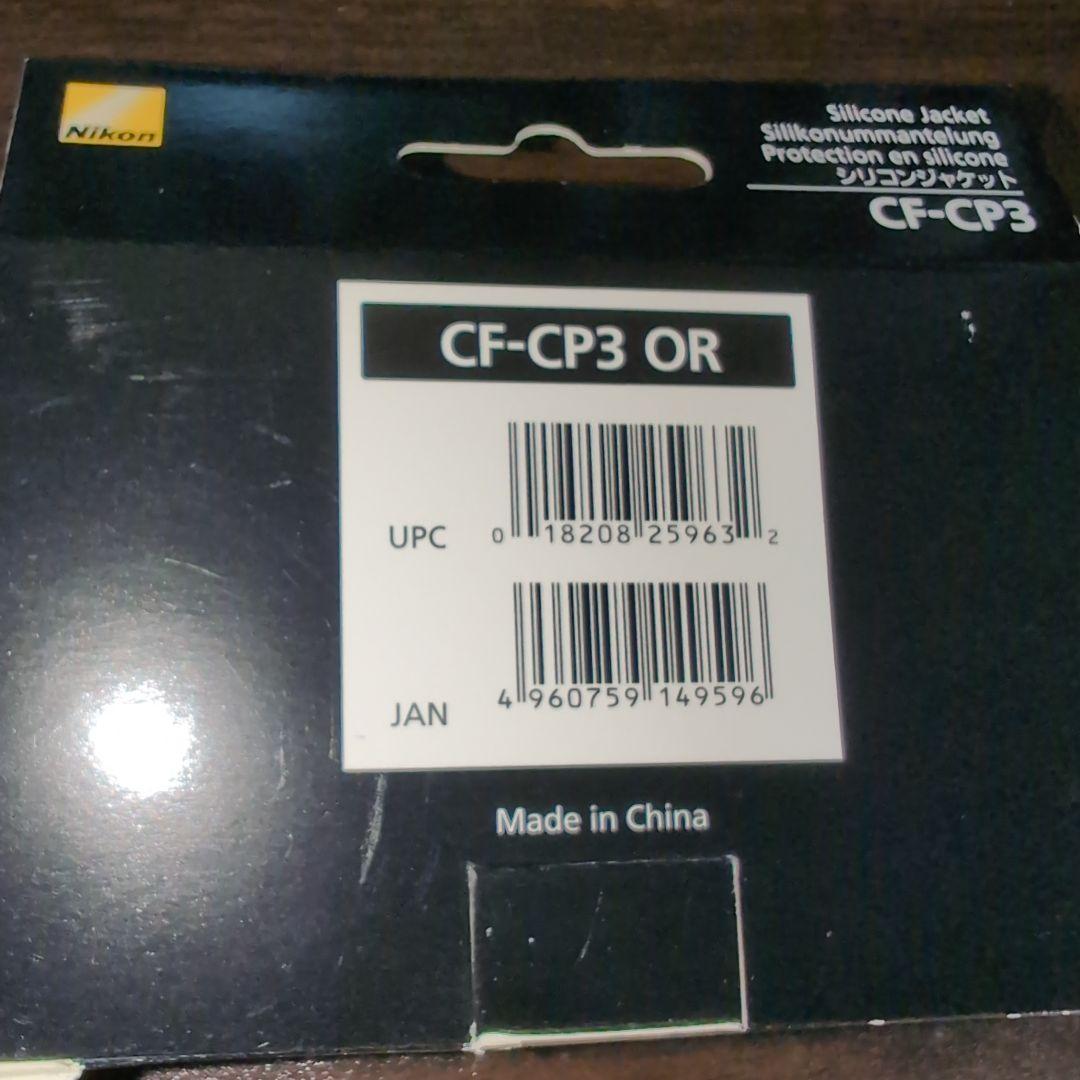 Nikon
Silicone Jacket
Silikonummantelung
Protection en silicone
シリコンジャケット
CF-CP3
CF-CP3 OR
UPC
0 18208 25963 2
JAN
4 960759 149596
Made in China